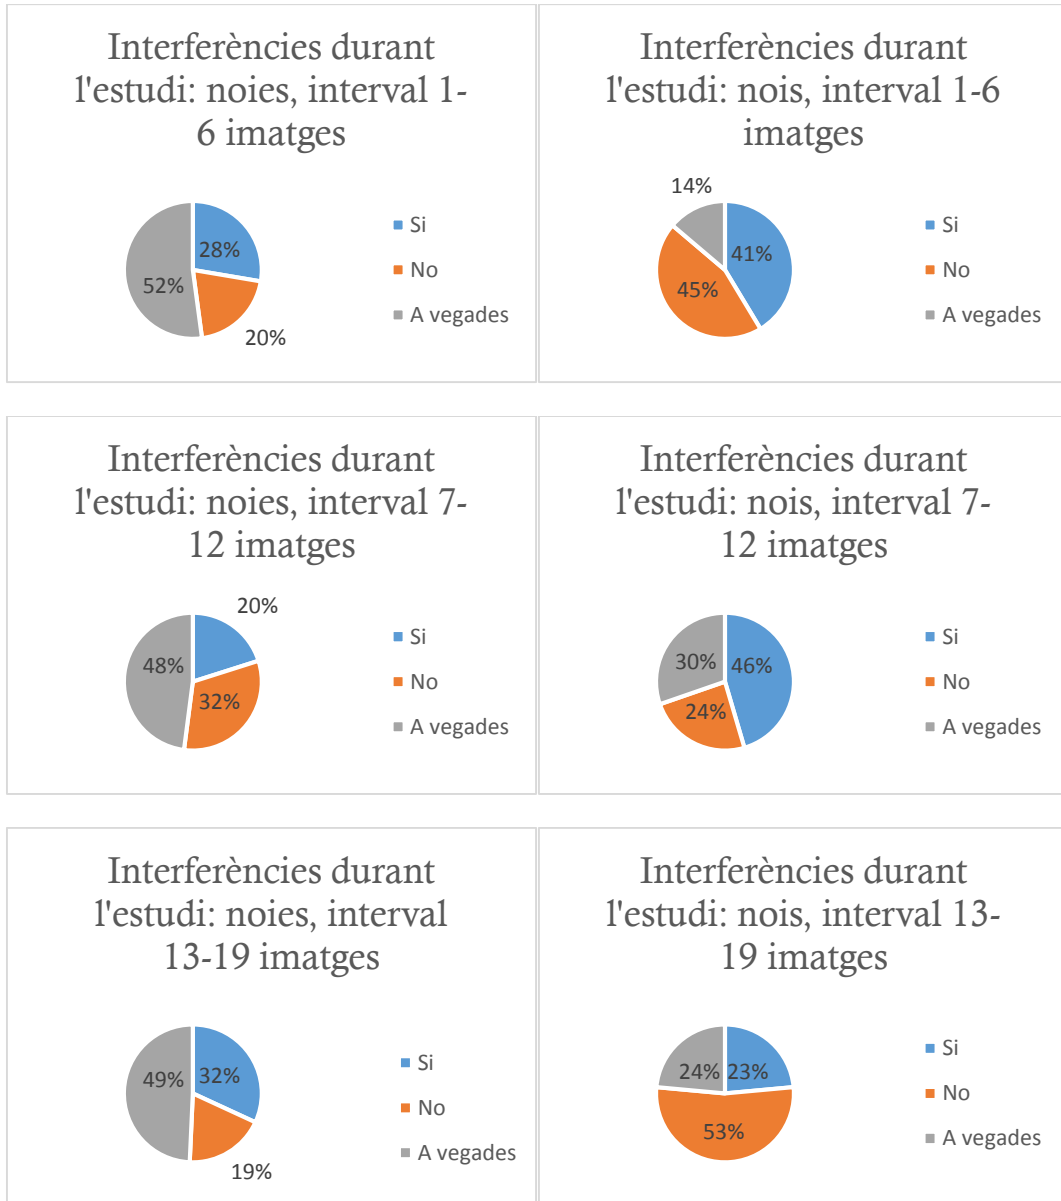 Interferències durant
l'estudi: noies, interval 1-
6 imatges
28%
52%
20%
Si
No
A vegades
Interferències durant
l'estudi: nois, interval 1-6
imatges
14%
41%
45%
Si
No
A vegades
Interferències durant
l'estudi: noies, interval 7-
12 imatges
20%
48%
32%
Si
No
A vegades
Interferències durant
l'estudi: nois, interval 7-
12 imatges
30%
46%
24%
Si
No
A vegades
Interferències durant
l'estudi: noies, interval
13-19 imatges
49%
32%
19%
Si
No
A vegades
Interferències durant
l'estudi: nois, interval 13-
19 imatges
24%
23%
53%
Si
No
A vegades